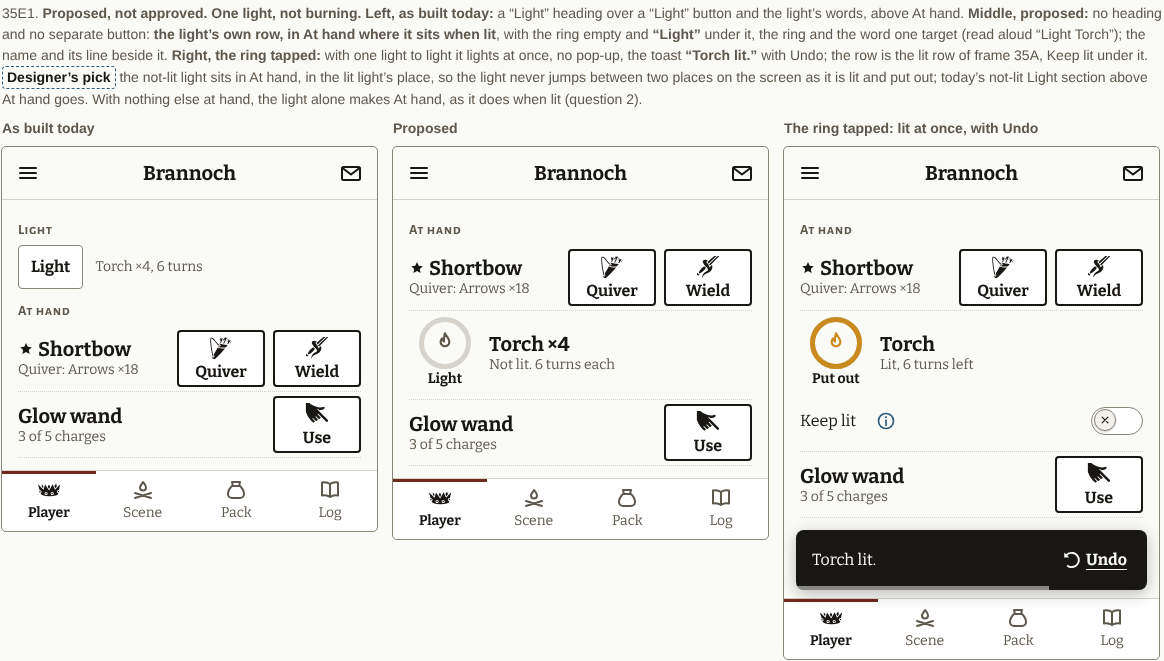 35E1. Proposed, not approved. One light, not burning. Left, as built today: a “Light” heading over a “Light” button and the light’s words, above At hand. Middle, proposed: no heading
and no separate button: the light’s own row, in At hand where it sits when lit, with the ring empty and “Light” under it, the ring and the word one target (read aloud “Light Torch”); the
name and its line beside it. Right, the ring tapped: with one light to light it lights at once, no pop-up, the toast “Torch lit.” with Undo; the row is the lit row of frame 35A, Keep lit under it.
Designer’s pick the not-lit light sits in At hand, in the lit light’s place, so the light never jumps between two places on the screen as it is lit and put out; today’s not-lit Light section above
At hand goes. With nothing else at hand, the light alone makes At hand, as it does when lit (question 2).
As built today
Brannoch
Light
Light
Torch ×4, 6 turns
At hand
Shortbow
Quiver: Arrows ×18
Quiver
Wield
Glow wand
3 of 5 charges
Use
Player
Scene
Pack
Log
Proposed
Brannoch
At hand
Shortbow
Quiver: Arrows ×18
Quiver
Wield
Light
Torch ×4
Not lit. 6 turns each
Glow wand
3 of 5 charges
Use
Player
Scene
Pack
Log
The ring tapped: lit at once, with Undo
Brannoch
At hand
Shortbow
Quiver: Arrows ×18
Quiver
Wield
Put out
Torch
Lit, 6 turns left
Keep lit
Glow wand
3 of 5 charges
Use
Torch lit.
Undo
Player
Scene
Pack
Log